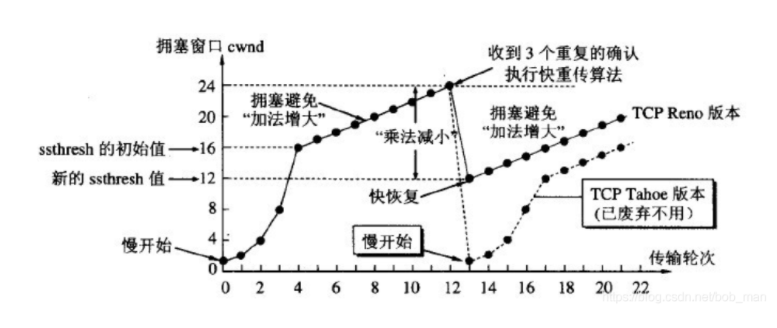 拥塞窗口 cwnd
收到 3 个重复的确认
执行快重传算法
24
拥塞避免
“加法增大”
20
“乘法减小”
拥塞避免
“加法增大”
TCP Reno 版本
ssthresh 的初始值
16
新的 ssthresh 值
12
快恢复
TCP Tahoe 版本
(已废弃不用)
8
慢开始
4
慢开始
传输轮次
0
0 2 4 6 8 10 12 14 16 18 20 22
https://blog.csdn.net/bob_man